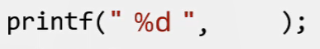 printf(" %d ",      );